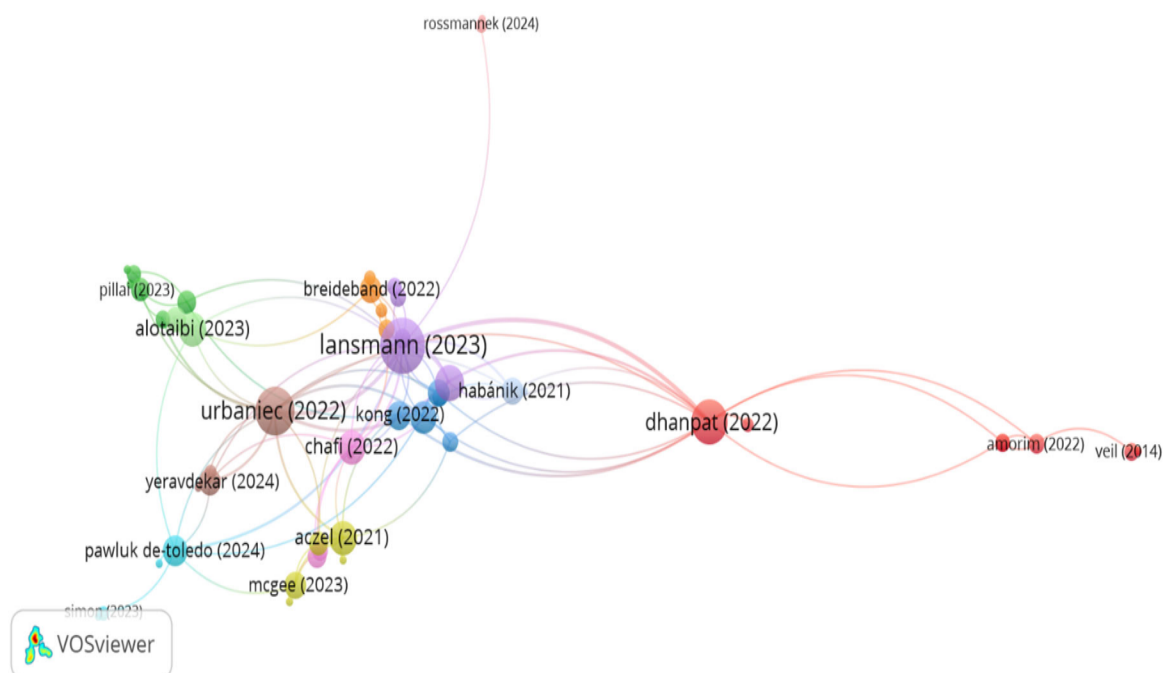 rossmannek (2024)
pillai (2023)
breideband (2022)
alotaibi (2023)
lansmann (2023)
habánik (2021)
urbaniec (2022)
kong (2022)
dhanpat (2022)
chafi (2022)
amorim (2022)
veil (2014)
yeravdekar (2024)
aczel (2021)
pawluk de-toledo (2024)
mcgee (2023)
simon (2023)
VOSviewer